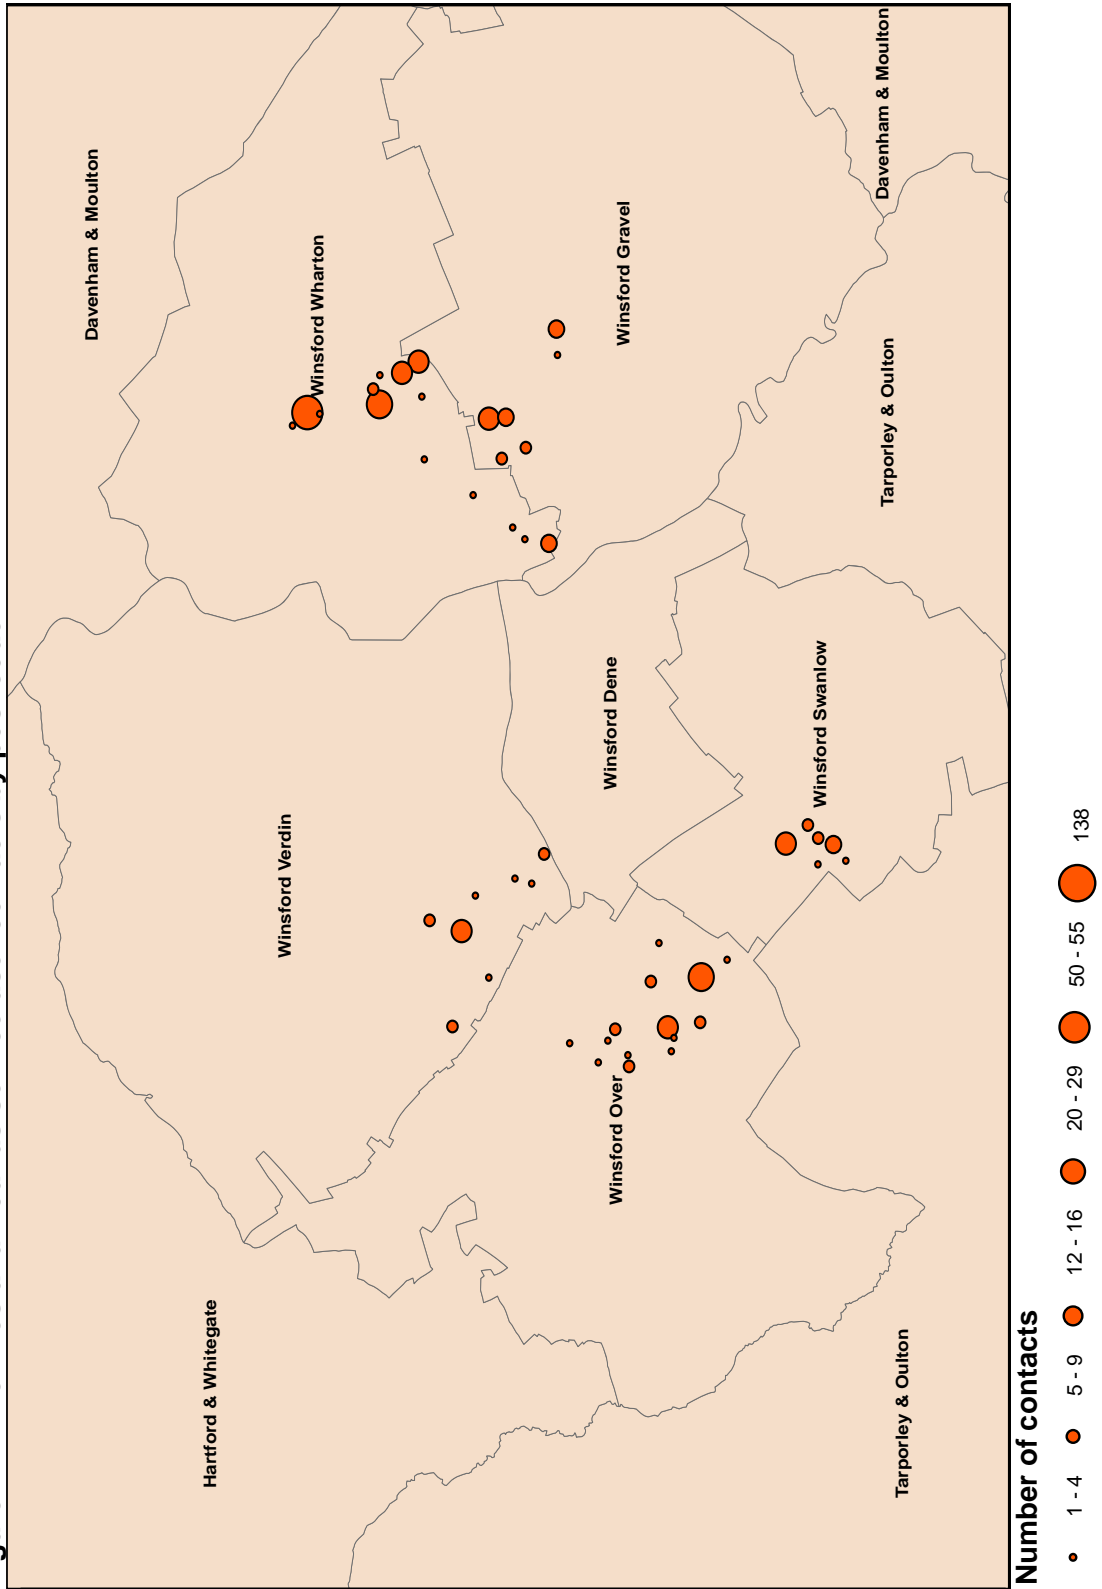 Davenham & Moulton
Winsford Wharton
Winsford Gravel
Davenham & Moulton
Tarporley & Oulton
Winsford Verdin
Winsford Dene
Winsford Swanlow
Hartford & Whitegate
Winsford Over
Tarporley & Oulton
Number of contacts
1 - 4
5 - 9
12 - 16
20 - 29
50 - 55
138